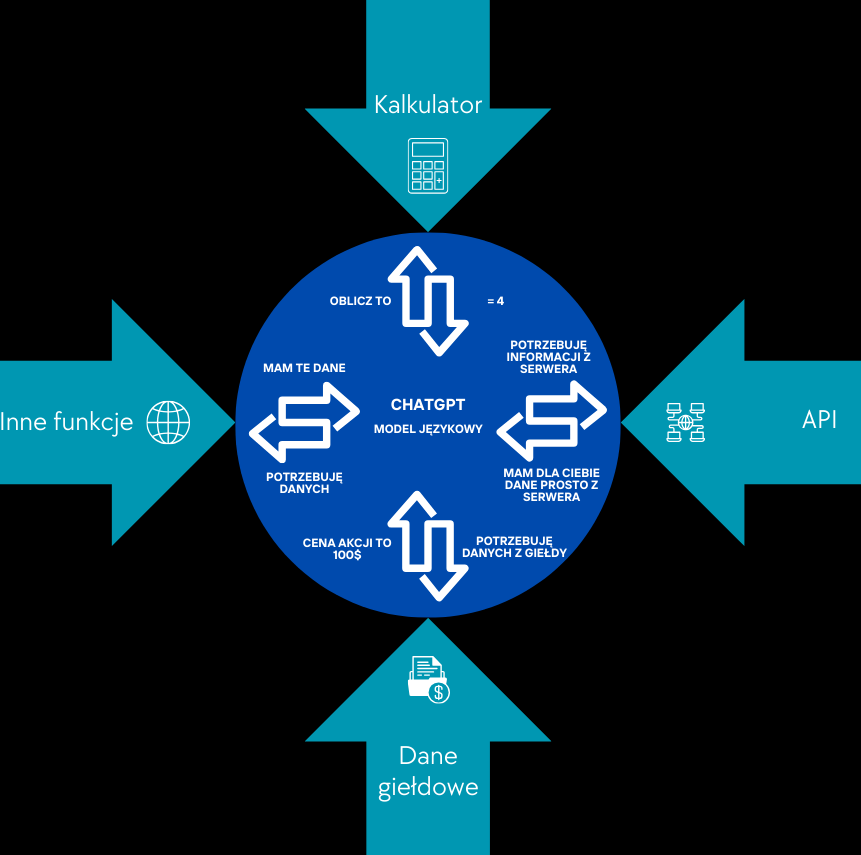 Kalkulator
OBLICZ TO
= 4
POTRZEBUJĘ
INFORMACJI Z
SERWERA
MAM TE DANE
CHATGPT
MODEL JĘZYKOWY
Inne funkcje
API
POTRZEBUJĘ
DANYCH
MAM DLA CIEBIE
DANE PROSTO Z
SERWERA
CENA AKCJI TO
100$
POTRZEBUJĘ
DANYCH Z GIEŁDY
$
Dane
giełdowe